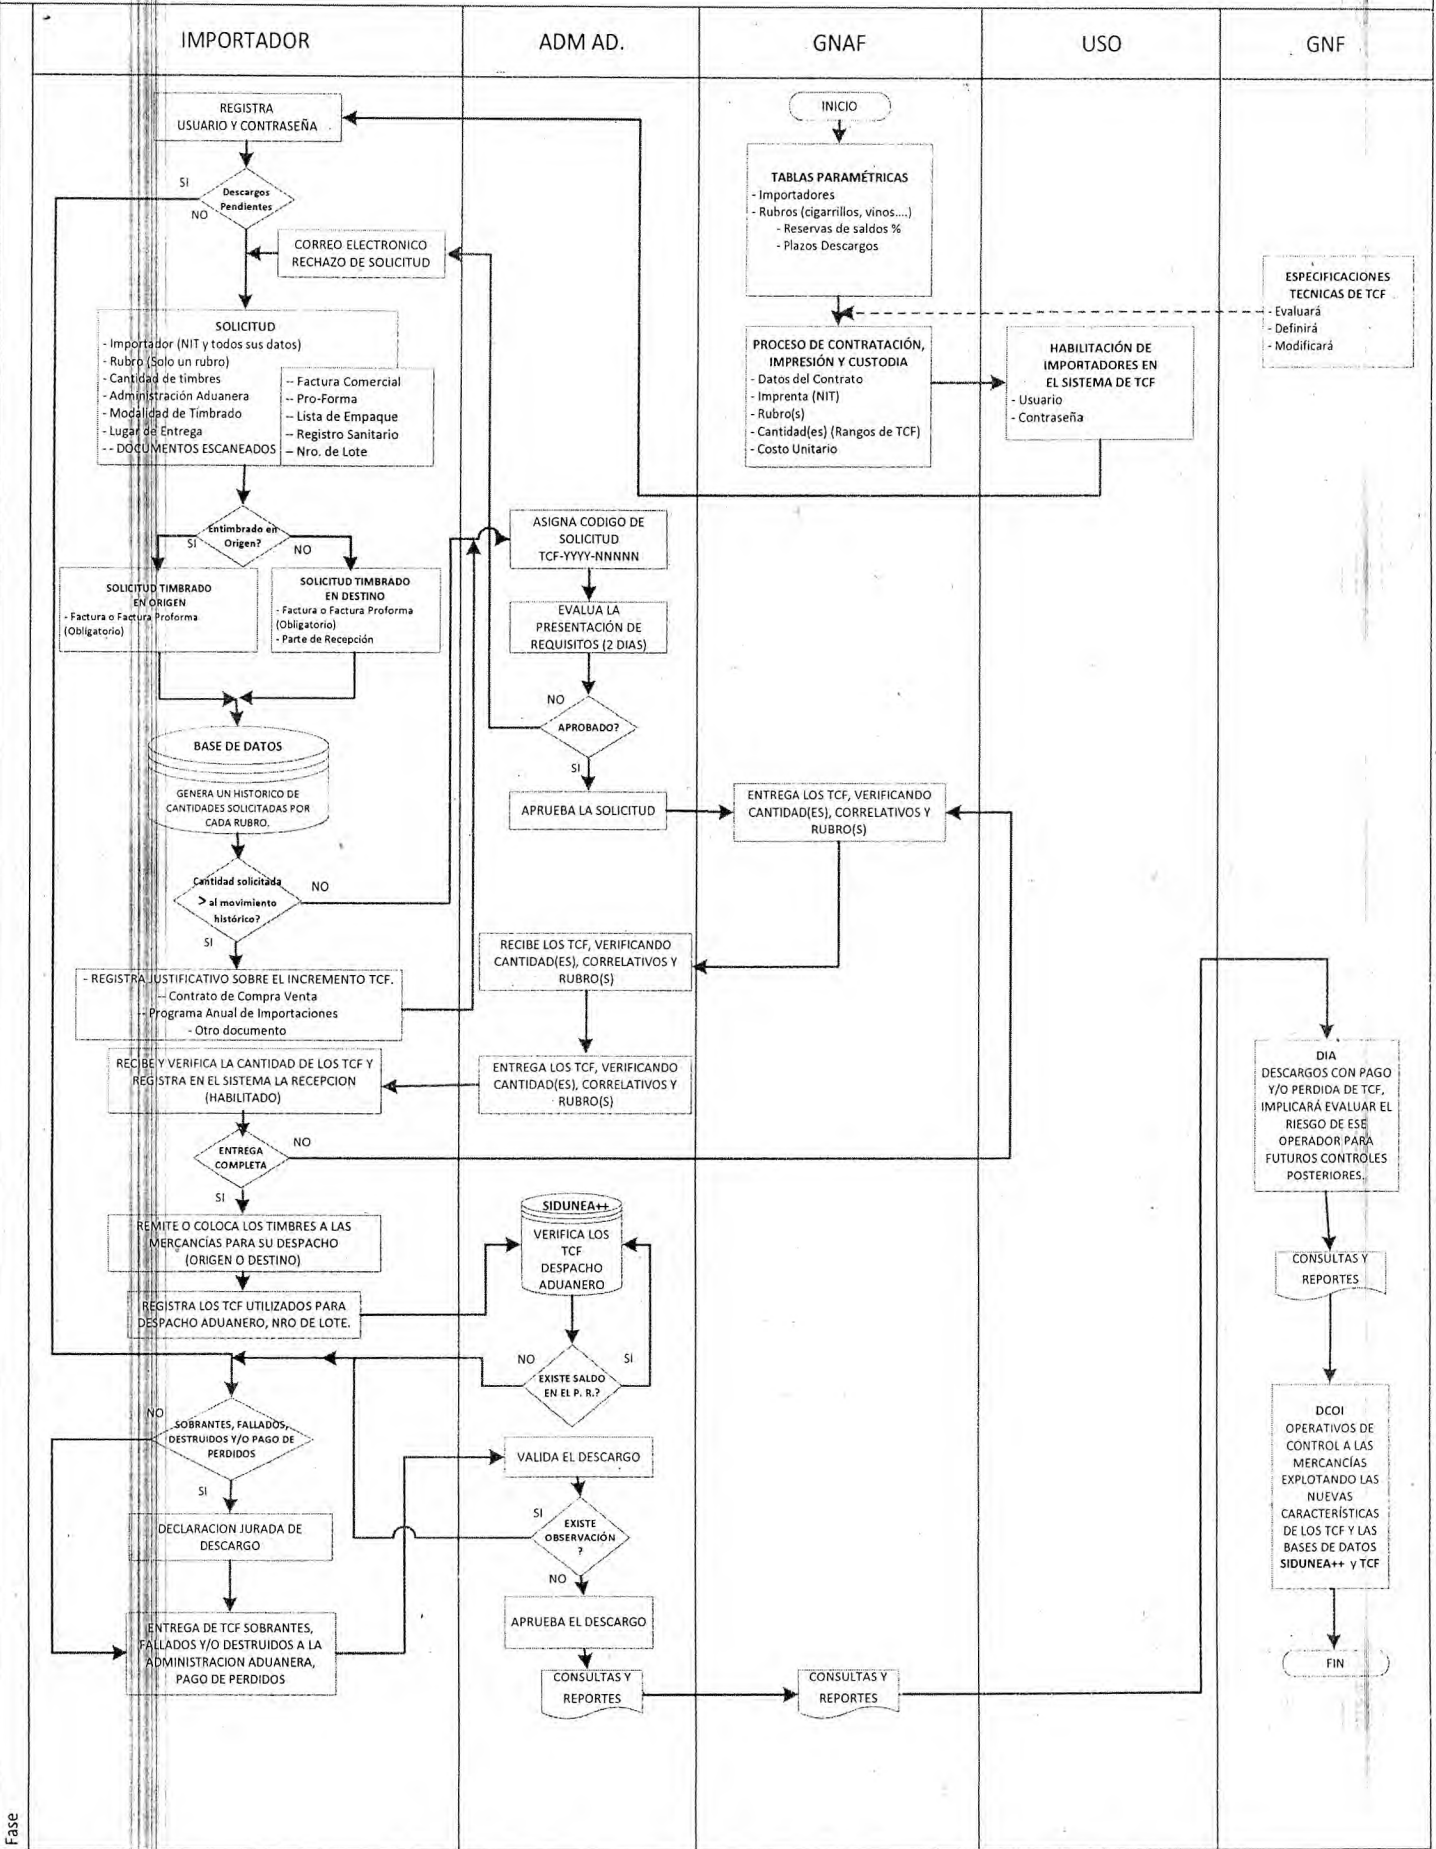 IMPORTADOR
ADM AD.
GNAF
USO
GNF
REGISTRA
USUARIO Y CONTRASEÑA
SI
Descargos
Pendientes
NO
CORREO ELECTRONICO
RECHAZO DE SOLICITUD
SOLICITUD
- Importador (NIT y todos sus datos)
- Rubro (Solo un rubro)
- Cantidad de timbres
- Administración Aduanera
- Modalidad de Timbrado
- Lugar de Entrega
-- DOCUMENTOS ESCANEADOS
-- Factura Comercial
-- Pro-Forma
-- Lista de Empaque
-- Registro Sanitario
-- Nro. de Lote
Entimbrado en
Origen?
SI
NO
SOLICITUD TIMBRADO
EN ORIGEN
- Factura o Factura Proforma
(Obligatorio)
SOLICITUD TIMBRADO
EN DESTINO
- Factura o Factura Proforma
(Obligatorio)
- Parte de Recepción
BASE DE DATOS
GENERA UN HISTORICO DE
CANTIDADES SOLICITADAS POR
CADA RUBRO.
Cantidad solicitada
> al movimiento
histórico?
NO
SI
- REGISTRA JUSTIFICATIVO SOBRE EL INCREMENTO TCF.
-- Contrato de Compra Venta
-- Programa Anual de Importaciones
- Otro documento
RECIBE Y VERIFICA LA CANTIDAD DE LOS TCF Y
REGISTRA EN EL SISTEMA LA RECEPCION
(HABILITADO)
ENTREGA
COMPLETA
NO
SI
REMITE O COLOCA LOS TIMBRES A LAS
MERCANCÍAS PARA SU DESPACHO
(ORIGEN O DESTINO)
REGISTRA LOS TCF UTILIZADOS PARA
DESPACHO ADUANERO, NRO DE LOTE.
NO
SOBRANTES, FALLADOS,
DESTRUIDOS Y/O PAGO DE
PERDIDOS
SI
DECLARACION JURADA DE
DESCARGO
ENTREGA DE TCF SOBRANTES,
FALLADOS Y/O DESTRUIDOS A LA
ADMINISTRACION ADUANERA,
PAGO DE PERDIDOS
ASIGNA CODIGO DE
SOLICITUD
TCF-YYYY-NNNNN
EVALUA LA
PRESENTACIÓN DE
REQUISITOS (2 DIAS)
NO
APROBADO?
SI
APRUEBA LA SOLICITUD
RECIBE LOS TCF, VERIFICANDO
CANTIDAD(ES), CORRELATIVOS Y
RUBRO(S)
ENTREGA LOS TCF, VERIFICANDO
CANTIDAD(ES), CORRELATIVOS Y
RUBRO(S)
SIDUNEA++
VERIFICA LOS
TCF
DESPACHO
ADUANERO
NO
SI
EXISTE SALDO
EN EL P. R.?
VALIDA EL DESCARGO
SI
EXISTE
OBSERVACIÓN
?
NO
APRUEBA EL DESCARGO
CONSULTAS Y
REPORTES
INICIO
TABLAS PARAMÉTRICAS
- Importadores
- Rubros (cigarrillos, vinos....)
- Reservas de saldos %
- Plazos Descargos
PROCESO DE CONTRATACIÓN,
IMPRESIÓN Y CUSTODIA
- Datos del Contrato
- Imprenta (NIT)
- Rubro(s)
- Cantidad(es) (Rangos de TCF)
- Costo Unitario
ENTREGA LOS TCF, VERIFICANDO
CANTIDAD(ES), CORRELATIVOS Y
RUBRO(S)
CONSULTAS Y
REPORTES
HABILITACIÓN DE
IMPORTADORES EN
EL SISTEMA DE TCF
- Usuario
- Contraseña
ESPECIFICACIONES
TECNICAS DE TCF
- Evaluará
- Definirá
- Modificará
DIA
DESCARGOS CON PAGO
Y/O PERDIDA DE TCF,
IMPLICARÁ EVALUAR EL
RIESGO DE ESE
OPERADOR PARA
FUTUROS CONTROLES
POSTERIORES.
CONSULTAS Y
REPORTES
DCOI
OPERATIVOS DE
CONTROL A LAS
MERCANCÍAS
EXPLOTANDO LAS
NUEVAS
CARACTERÍSTICAS
DE LOS TCF Y LAS
BASES DE DATOS
SIDUNEA++ y TCF
FIN
Fase